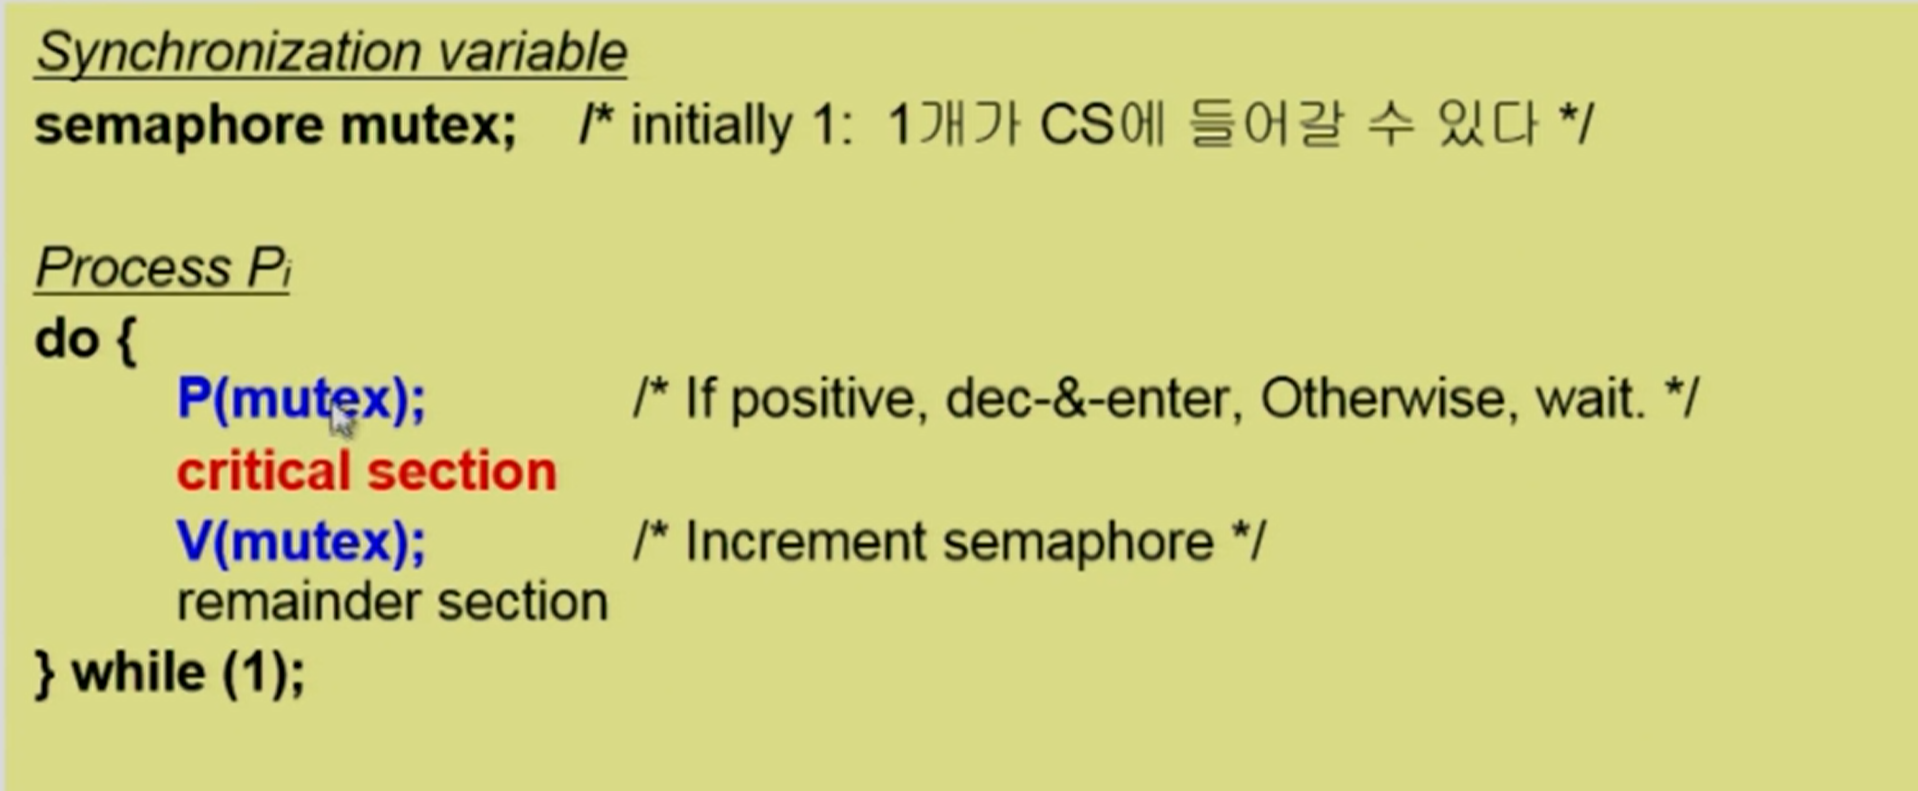 Synchronization variable
semaphore mutex; /* initially 1: 1개가 CS에 들어갈 수 있다 */
Process Pi
do {
P(mutex); /* If positive, dec-&-enter, Otherwise, wait. */
critical section
V(mutex); /* Increment semaphore */
remainder section
} while (1);